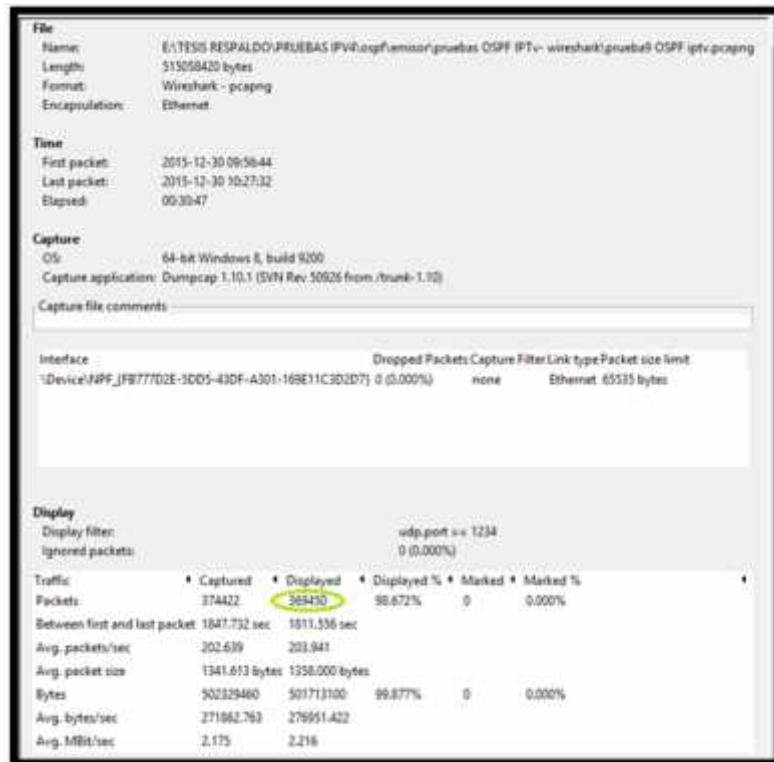 File
Name: E:\TESIS RESPALDO\PRUEBAS IPV4\ospf\emisor\pruebas OSPF IPTv- wireshark\prueba9 OSPF iptv.pcapng
Length: 515058420 bytes
Format: Wireshark - pcapng
Encapsulation: Ethernet
Time
First packet: 2015-12-30 09:56:44
Last packet: 2015-12-30 10:27:32
Elapsed: 00:30:47
Capture
OS: 64-bit Windows 8, build 9200
Capture application: Dumpcap 1.10.1 (SVN Rev 50926 from /trunk-1.10)
Capture file comments
Interface Dropped Packets Capture Filter Link type Packet size limit
\Device\NPF_{FB777D2E-5DD5-43DF-A301-169E11C3D2D7} 0 (0.000%) none Ethernet 65535 bytes
Display
Display filter: udp.port == 1234
Ignored packets: 0 (0.000%)
Traffic Captured Displayed Displayed % Marked Marked %
Packets 374422 369450 98.672% 0 0.000%
Between first and last packet 1847.732 sec 1811.556 sec
Avg. packets/sec 202.639 203.941
Avg. packet size 1341.613 bytes 1358.000 bytes
Bytes 502329460 501713100 99.877% 0 0.000%
Avg. bytes/sec 271862.763 276951.422
Avg. MBit/sec 2.175 2.216